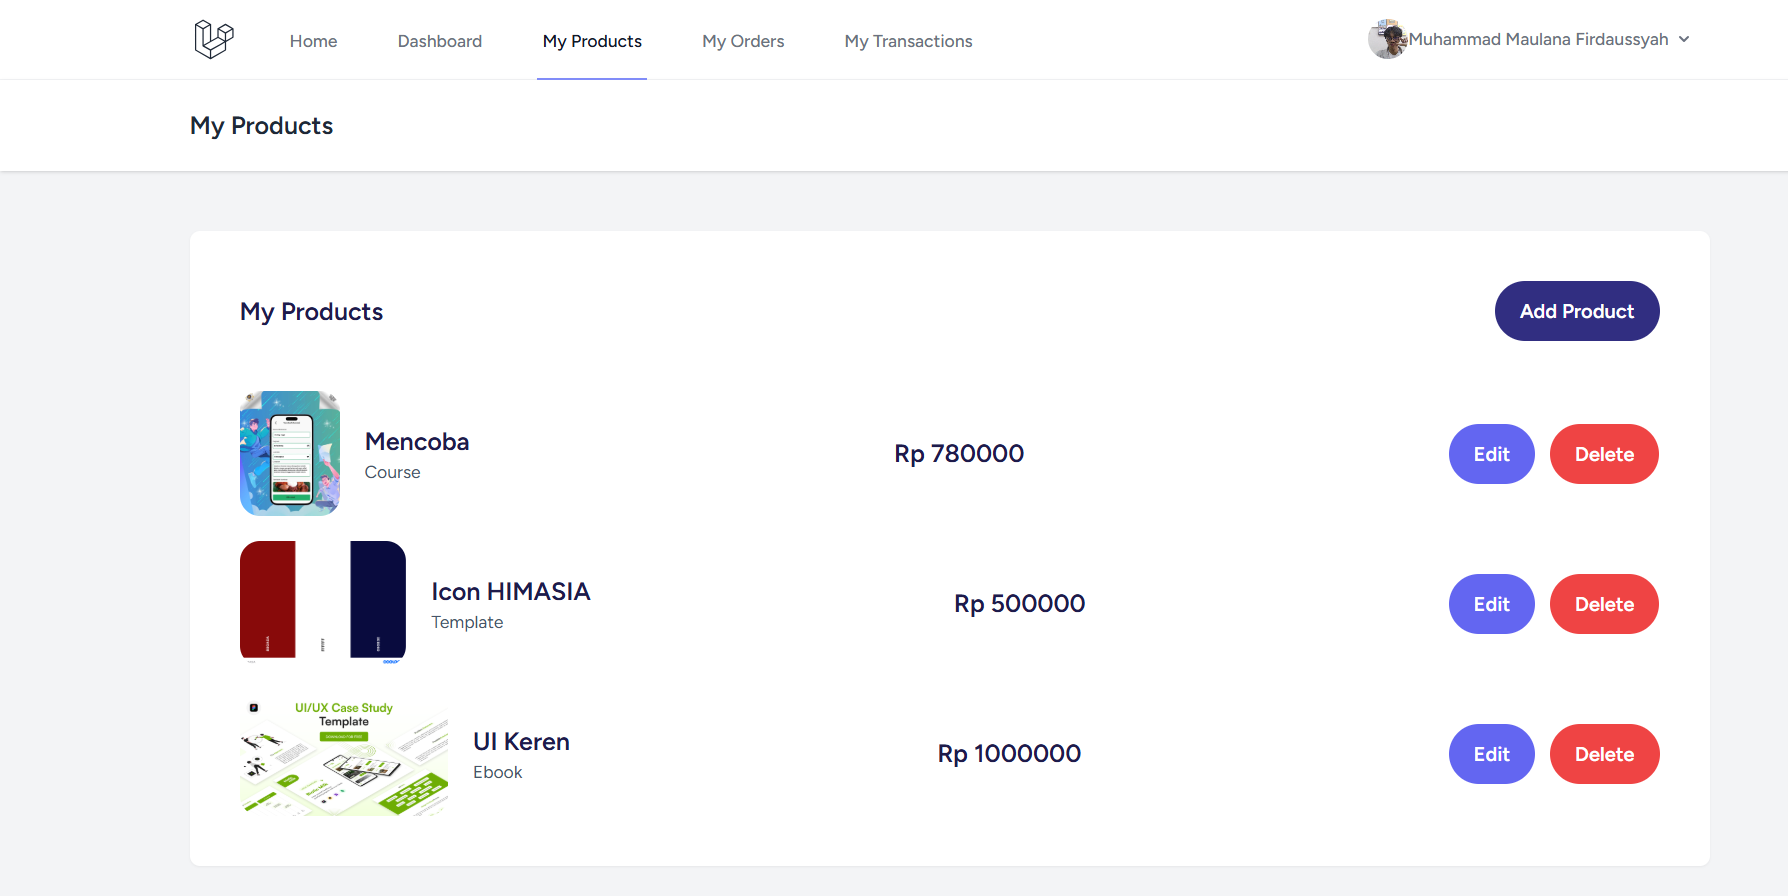 Home Dashboard My Products My Orders My Transactions Muhammad Maulana Firdaussyah
My Products
My Products Add Product
Mencoba
Course
Rp 780000
Edit Delete
Icon HIMASIA
Template
Rp 500000
Edit Delete
UI/UX Case Study
Template
UI Keren
Ebook
Rp 1000000
Edit Delete